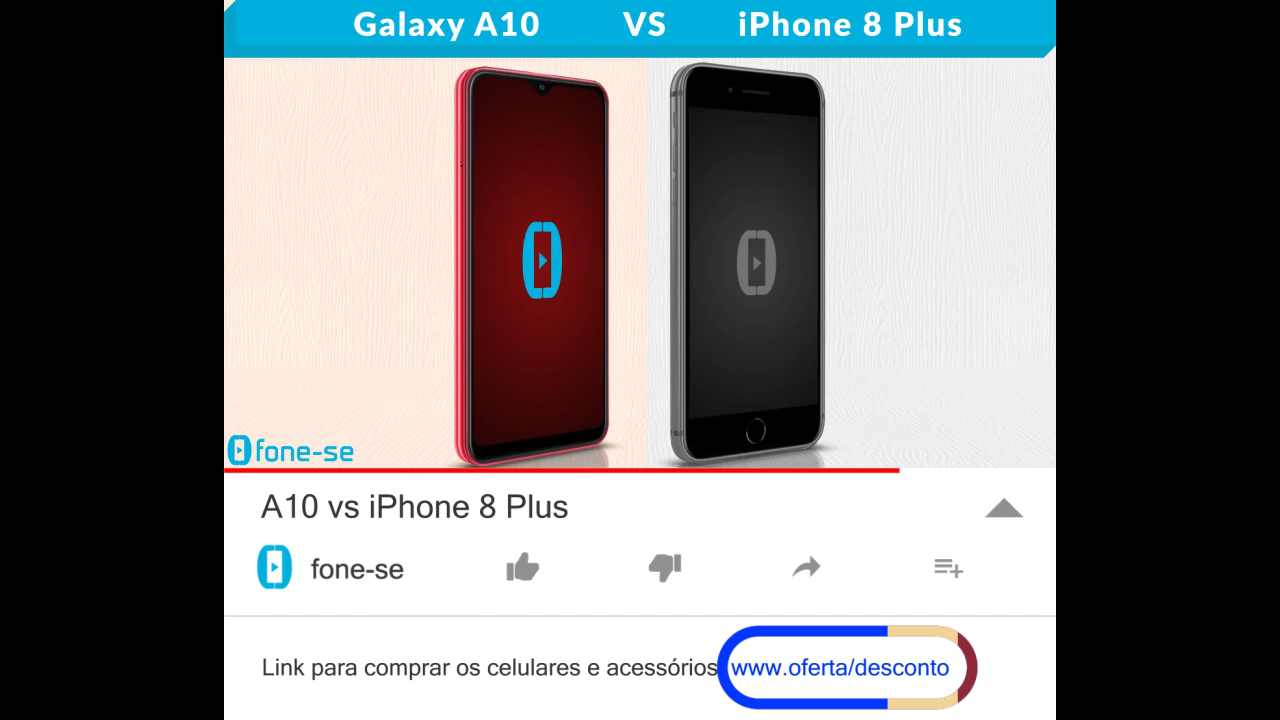 Galaxy A10 VS iPhone 8 Plus
fone-se
A10 vs iPhone 8 Plus
fone-se
Link para comprar os celulares e acessórios www.oferta/desconto